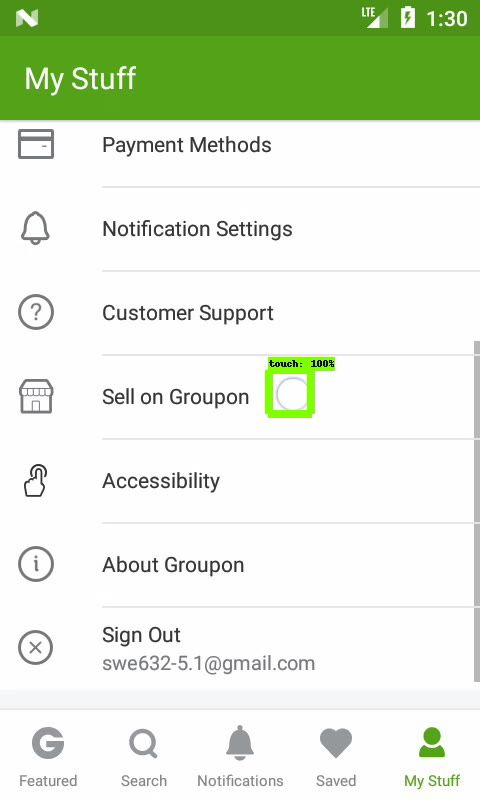 LTE 1:30
My Stuff
Payment Methods
Notification Settings
Customer Support
touch: 100%
Sell on Groupon
Accessibility
About Groupon
Sign Out
swe632-5.1@gmail.com
Featured Search Notifications Saved My Stuff